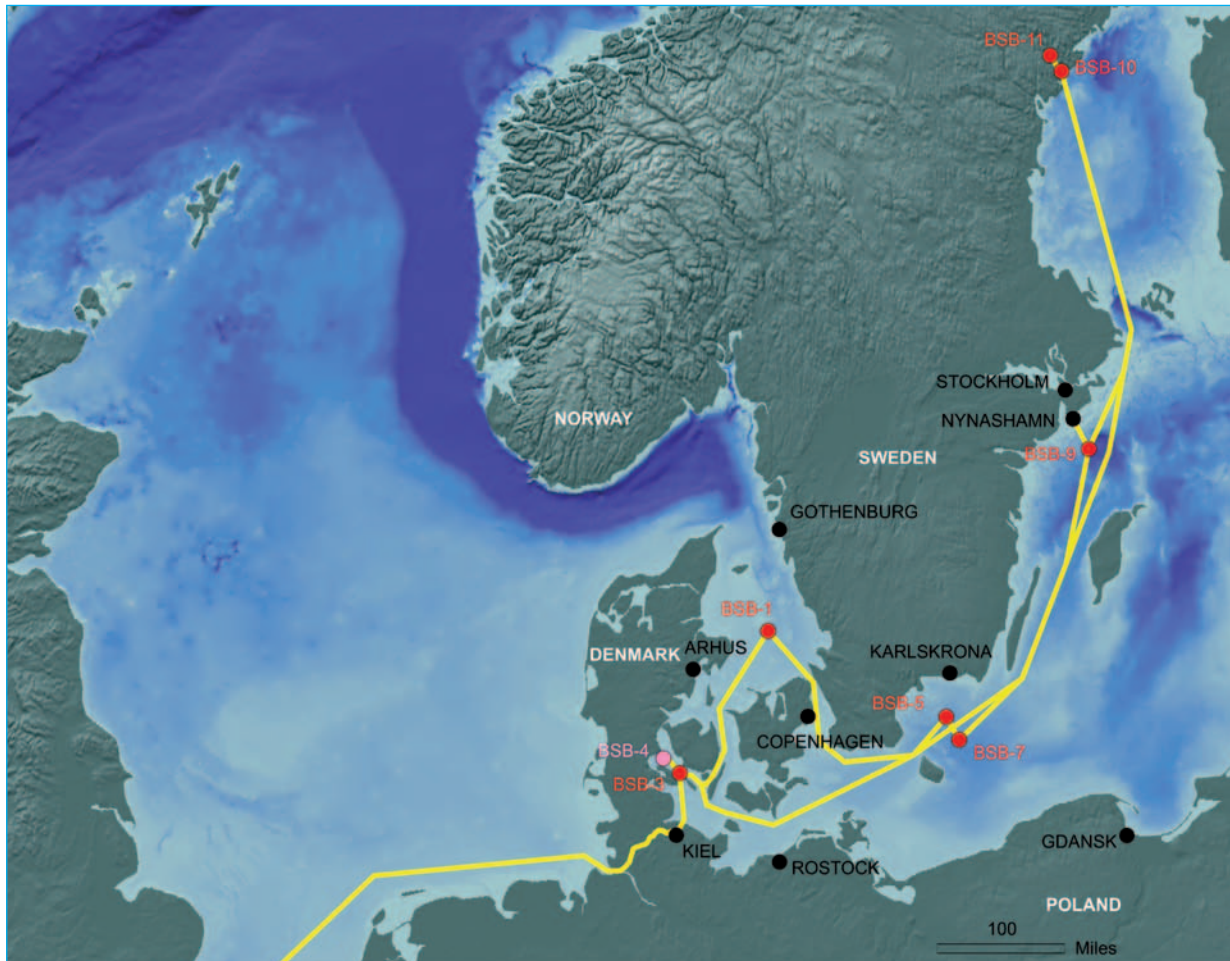 BSB-11
BSB-10
STOCKHOLM
NORWAY
NYNASHAMN
BSB-9
SWEDEN
GOTHENBURG
BSB-1
DENMARK
ARHUS
KARLSKRONA
BSB-5
COPENHAGEN
BSB-4
BSB-7
BSB-3
KIEL
GDANSK
ROSTOCK
POLAND
100
Miles